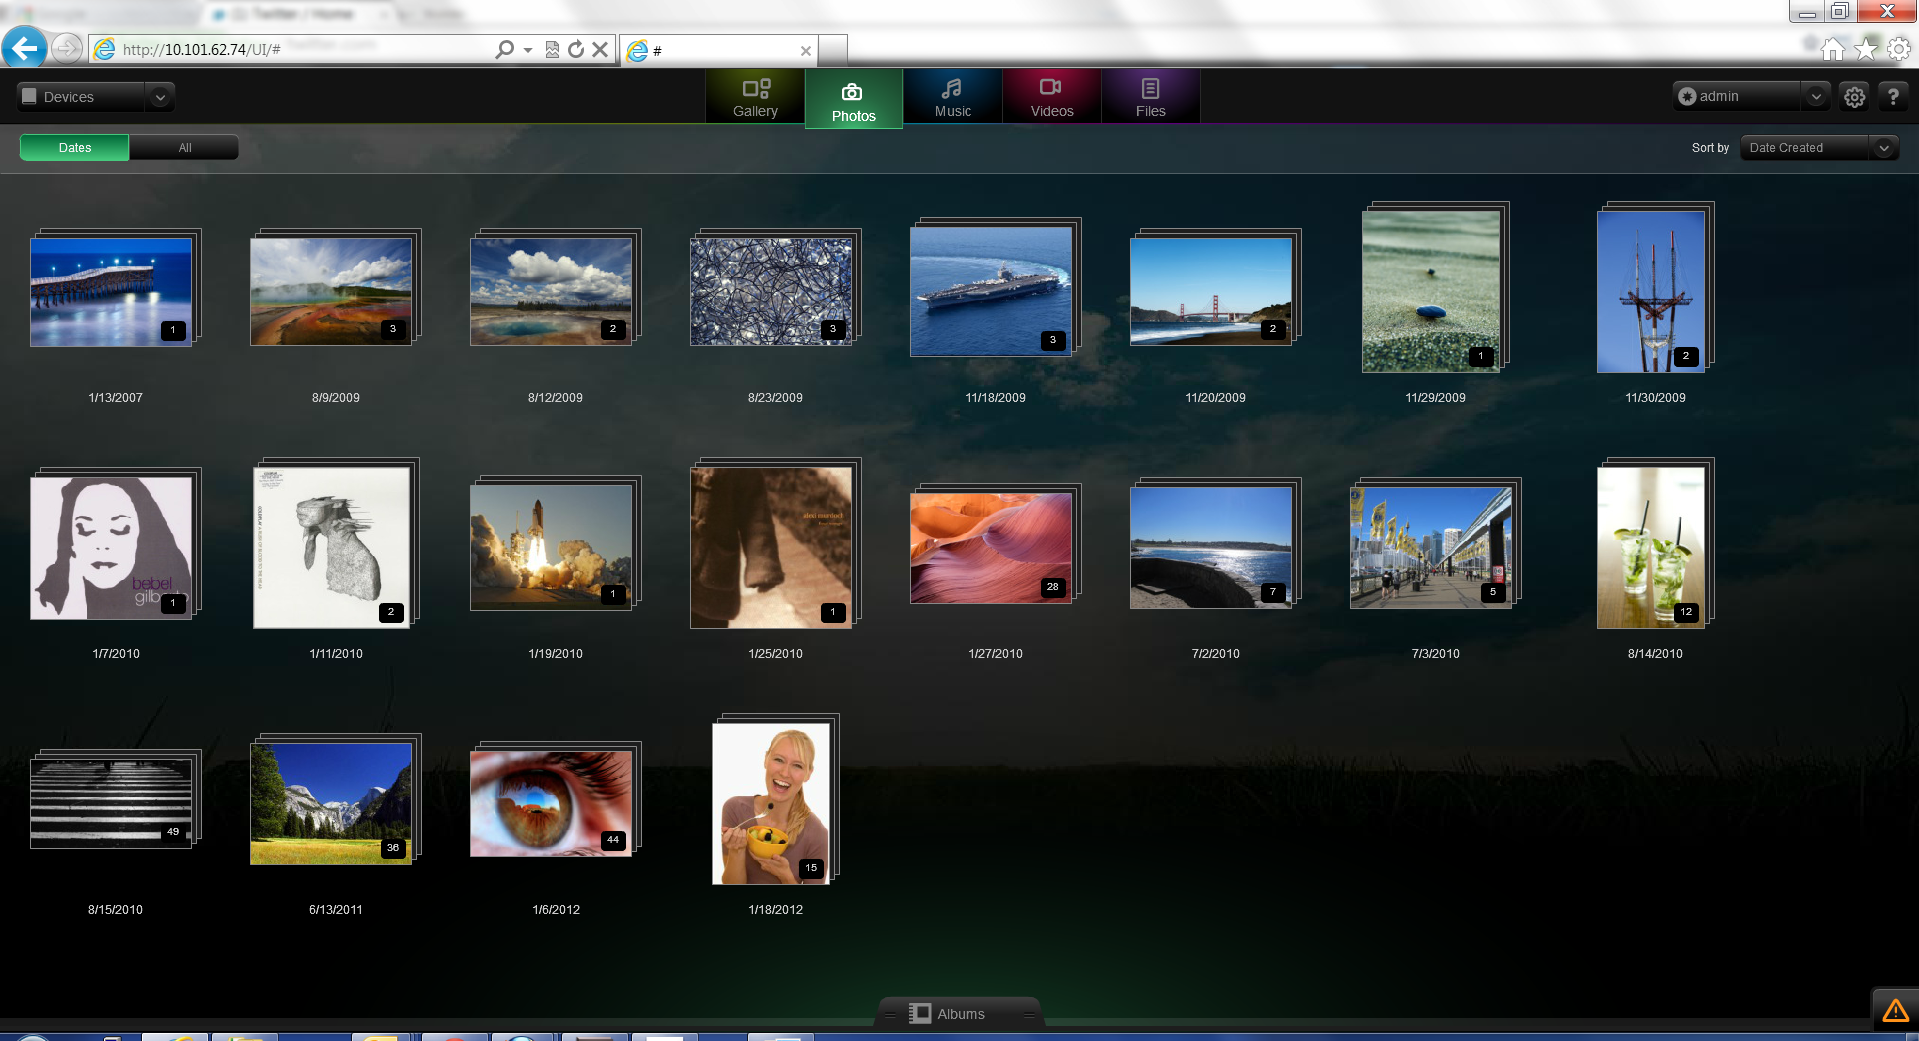 Twitter / Home
http://10.101.62.74/UI/#
#
Devices
Gallery
Photos
Music
Videos
Files
admin
?
Dates
All
Sort by
Date Created
1
3
2
3
3
2
1
2
1/13/2007
8/9/2009
8/12/2009
8/23/2009
11/18/2009
11/20/2009
11/29/2009
11/30/2009
bebel
1
2
1
1
28
7
5
12
1/7/2010
1/11/2010
1/19/2010
1/25/2010
1/27/2010
7/2/2010
7/3/2010
8/14/2010
49
36
44
15
8/15/2010
6/13/2011
1/6/2012
1/18/2012
Albums